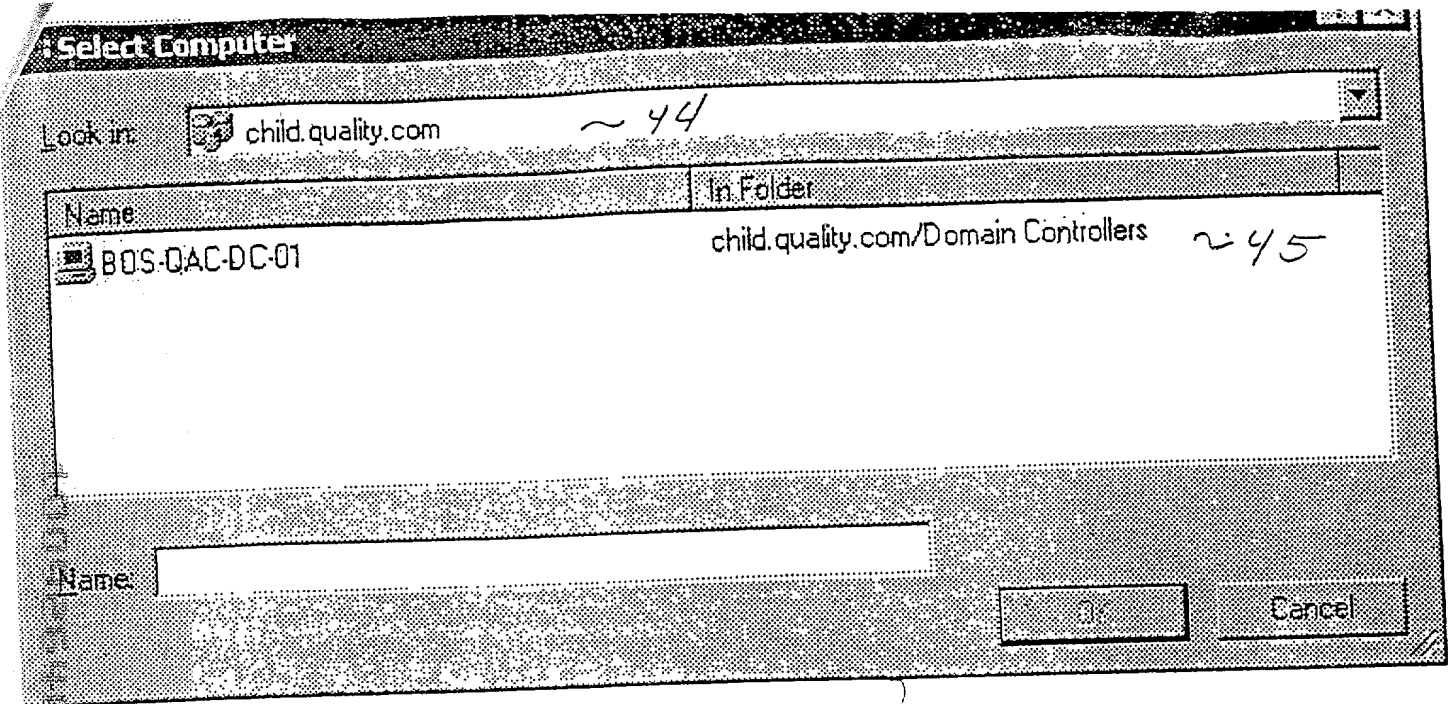 Select Computer
Look in: child.quality.com ~ 44
Name In Folder
BOS-QAC-DC-01 child.quality.com/Domain Controllers ~ 45
Name:
OK Cancel